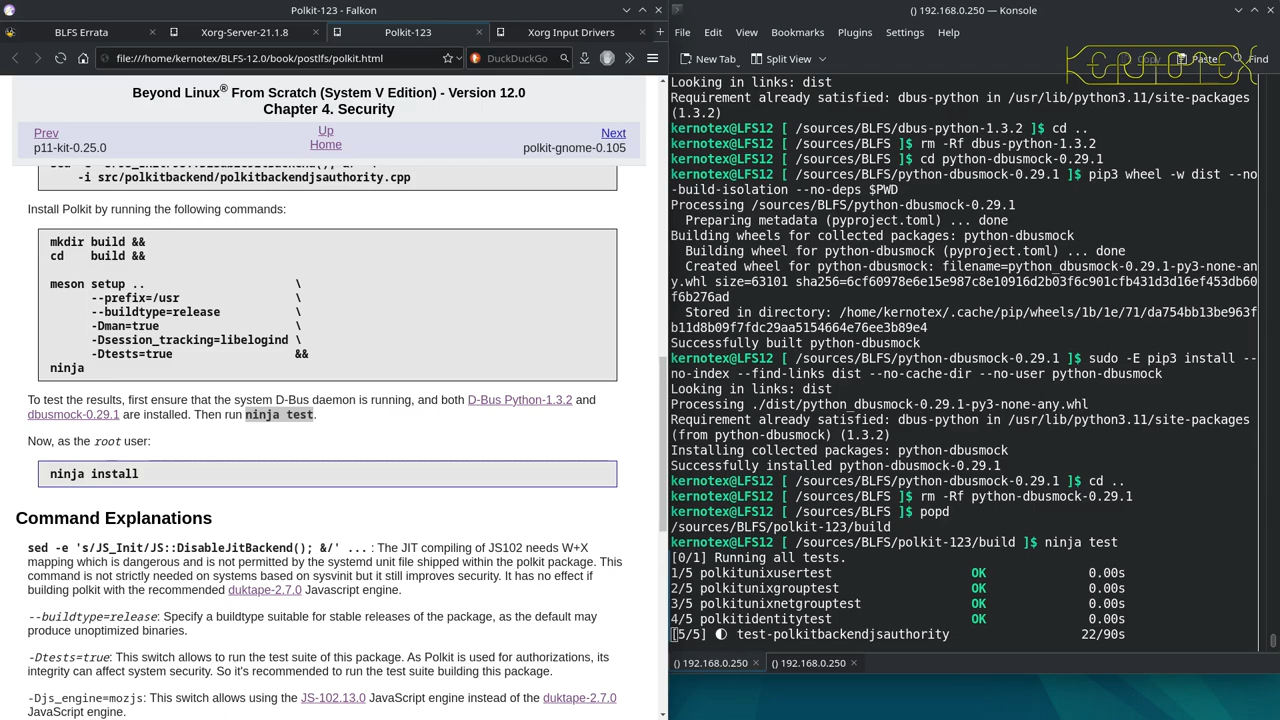 Polkit-123 - Falkon
BLFS Errata
Xorg-Server-21.1.8
Polkit-123
Xorg Input Drivers
file:///home/kernotex/BLFS-12.0/book/postlfs/polkit.html
DuckDuckGo
Beyond Linux® From Scratch (System V Edition) - Version 12.0
Chapter 4. Security
Prev
Up
Next
p11-kit-0.25.0
Home
polkit-gnome-0.105
-i src/polkitbackend/polkitbackendjsauthority.cpp
Install Polkit by running the following commands:
mkdir build &&
cd    build &&
meson setup ..                  \
--prefix=/usr             \
--buildtype=release       \
-Dman=true                \
-Dsession_tracking=libelogind \
-Dtests=true              &&
ninja
To test the results, first ensure that the system D-Bus daemon is running, and both D-Bus Python-1.3.2 and
dbusmock-0.29.1 are installed. Then run ninja test.
Now, as the root user:
ninja install
Command Explanations
sed -e 's/JS_Init/JS::DisableJitBackend(); &/' ... : The JIT compiling of JS102 needs W+X
mapping which is dangerous and is not permitted by the systemd unit file shipped within the polkit package. This
command is not strictly needed on systems based on sysvinit but it still improves security. It has no effect if
building polkit with the recommended duktape-2.7.0 Javascript engine.
--buildtype=release: Specify a buildtype suitable for stable releases of the package, as the default may
produce unoptimized binaries.
-Dtests=true: This switch allows to run the test suite of this package. As Polkit is used for authorizations, its
integrity can affect system security. So it's recommended to run the test suite building this package.
-Djs_engine=mozjs: This switch allows using the JS-102.13.0 JavaScript engine instead of the duktape-2.7.0
JavaScript engine.
() 192.168.0.250 — Konsole
File Edit View Bookmarks Plugins Settings Help
New Tab
Split View
Copy
Paste
Find
KERNOTEX
Looking in links: dist
Requirement already satisfied: dbus-python in /usr/lib/python3.11/site-packages
(1.3.2)
kernotex@LFS12 [ /sources/BLFS/dbus-python-1.3.2 ]$ cd ..
kernotex@LFS12 [ /sources/BLFS ]$ rm -Rf dbus-python-1.3.2
kernotex@LFS12 [ /sources/BLFS ]$ cd python-dbusmock-0.29.1
kernotex@LFS12 [ /sources/BLFS/python-dbusmock-0.29.1 ]$ pip3 wheel -w dist --no
-build-isolation --no-deps $PWD
Processing /sources/BLFS/python-dbusmock-0.29.1
Preparing metadata (pyproject.toml) ... done
Building wheels for collected packages: python-dbusmock
Building wheel for python-dbusmock (pyproject.toml) ... done
Created wheel for python-dbusmock: filename=python_dbusmock-0.29.1-py3-none-an
y.whl size=63101 sha256=6cf60978e6e15e987c8e10916d2b03f6c901cfb431d3d16ef453db60
f6b276ad
Stored in directory: /home/kernotex/.cache/pip/wheels/1b/1e/71/da754bb13be963f
b11d8b09f7fdc29aa5154664e76ee3b89e4
Successfully built python-dbusmock
kernotex@LFS12 [ /sources/BLFS/python-dbusmock-0.29.1 ]$ sudo -E pip3 install --
no-index --find-links dist --no-cache-dir --no-user python-dbusmock
Looking in links: dist
Processing ./dist/python_dbusmock-0.29.1-py3-none-any.whl
Requirement already satisfied: dbus-python in /usr/lib/python3.11/site-packages
(from python-dbusmock) (1.3.2)
Installing collected packages: python-dbusmock
Successfully installed python-dbusmock-0.29.1
kernotex@LFS12 [ /sources/BLFS/python-dbusmock-0.29.1 ]$ cd ..
kernotex@LFS12 [ /sources/BLFS ]$ rm -Rf python-dbusmock-0.29.1
kernotex@LFS12 [ /sources/BLFS ]$ popd
/sources/BLFS/polkit-123/build
kernotex@LFS12 [ /sources/BLFS/polkit-123/build ]$ ninja test
[0/1] Running all tests.
1/5 polkitunixusertest OK 0.00s
2/5 polkitunixgrouptest OK 0.00s
3/5 polkitunixnetgrouptest OK 0.00s
4/5 polkitidentitytest OK 0.00s
[5/5] test-polkitbackendjsauthority 22/90s
() 192.168.0.250
() 192.168.0.250